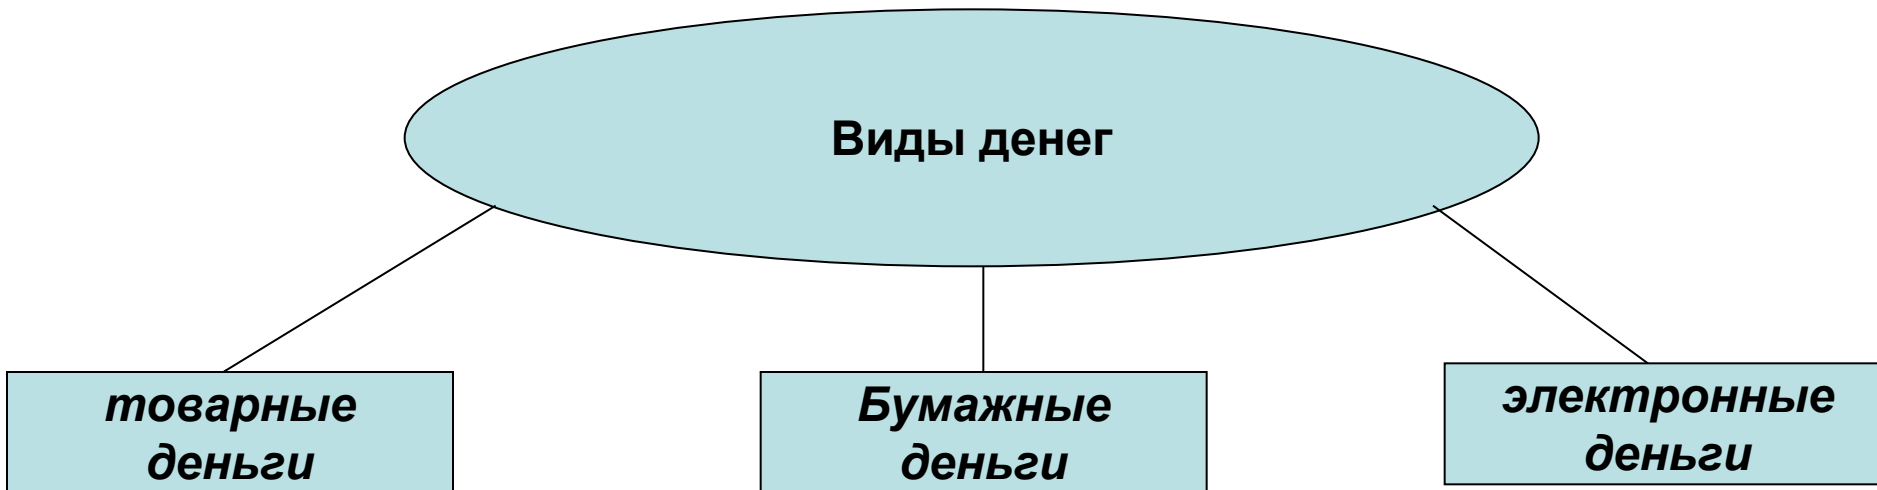 Виды денег
товарные
деньги
Бумажные
деньги
электронные
деньги